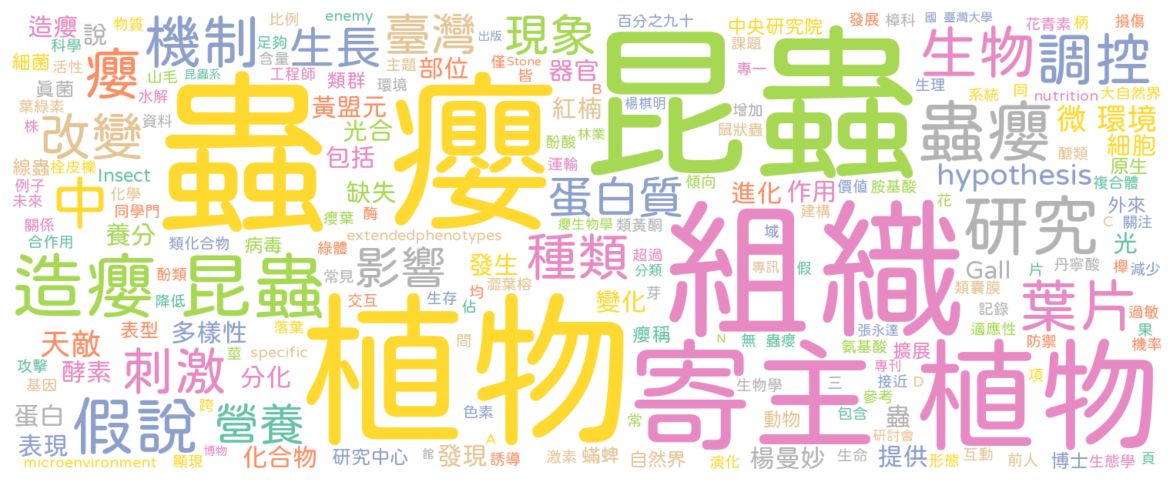 造癭 物質 機制 生長 臺灣 現象 百分之九十 中央研究院 發展 樟科 國 臺灣大學 花青素 柄 損傷
科學 說 比例 enemy 足夠 出版 主題 部位 器官 課題 專一 生物 調控
細菌 活性 癭 昆蟲系 含量 工程師 類群 僅 Stone 皆 B 生理 系統 同 大自然界
真菌 山毛 水解 環境 黃盟元 紅楠 楊棋明 增加 nutrition
葉綠素 株 改變 資料 蟲癭 光合 酚酸 林業 昆蟲 鼠狀蟲 蟲癭 微 環境
線蟲 栓皮櫟 包括 運輸 醣類 細胞
例子 未來 中 Insect 化學 缺失 蛋白質 傾向 進化 作用 價值 胺基酸 hypothesis 原生 複合體
關係 同學門 養分 癭葉 酶 癭生物學 類黃酮 建構 花 研究 C 外來 關注
合作用 類化合物 病毒 綠體 extendedphenotypes 種類 超過 組織 域 光 丹寧酸 櫸 減少
造癭昆蟲 酚類 降低 常見 影響 澀葉榕 發生 分類 專訊 假 Gall 片 類囊膜 葉片
天敵 表型 多樣性 落葉 交互 生存 佔 均 變化 芽 癭稱 N 無 蟲癭 張永達 記錄 適應性 果 過敏
攻擊 莖 specific 植物 間 氨基酸 擴展 專刊 防禦 機率
基因 酵素 刺激 分化 寄主植物 生物學 三 接近 D 項
蛋白 假說 跨 營養 色素 常 動物 包含 參考 蟲
表現 化合物 研究中心 A 館 發現 激素 蟎蜱 自然界 楊曼妙 研討會 生命 提供 形態 互動 前人 博士 生態學 頁
microenvironment 顯現 博物 誘導 演化